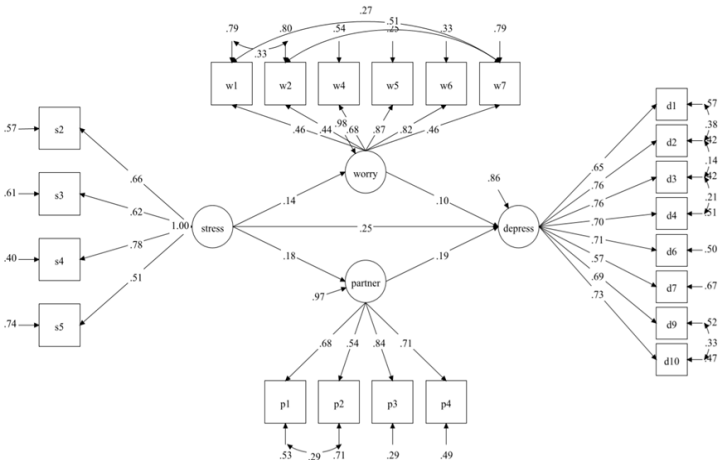 .27
.51
.79 .80 .54 .25 .33 .79
.33
w1 w2 w4 w5 w6 w7
.46 .44 .98 .68 .87 .82 .46
worry
.57 s2
.61 s3
.40 s4
.74 s5
.66
.62
.78
.51
1.00 stress
.14
.25
.18
.10
.19
.86
depress
partner
.97
.68 .54 .84 .71
p1 p2 p3 p4
.53 .29 .71 .29 .49
.65
.76
.76
.70
.71
.57
.69
.73
d1 .57
.38
d2 .42
.14
d3 .42
.21
d4 .51
d6 .50
d7 .67
d9 .52
.33
d10 .47